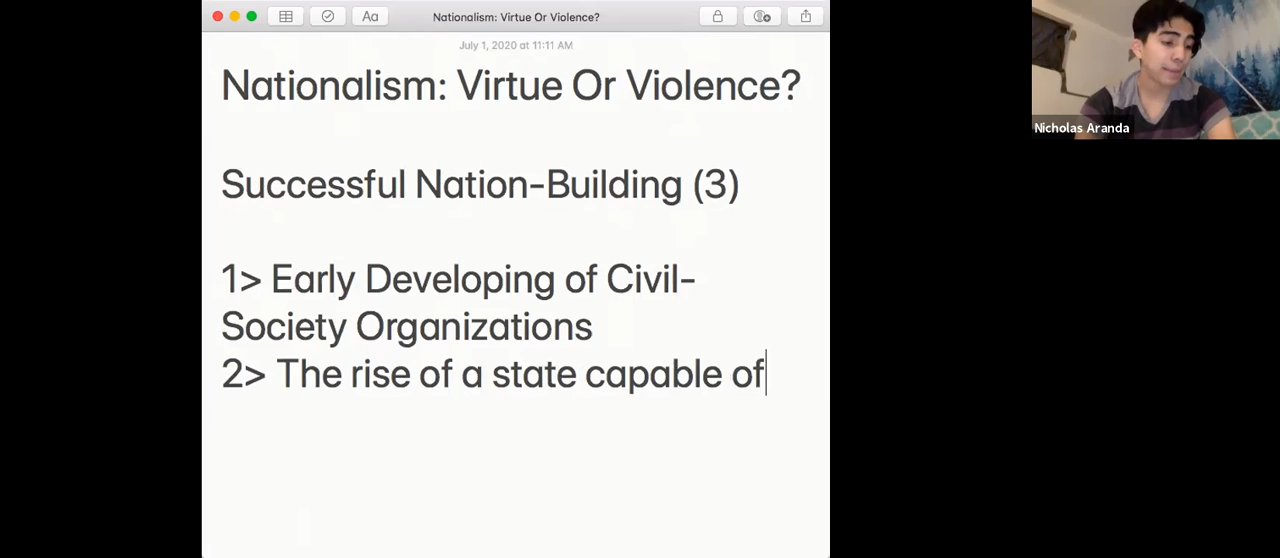 Aa
Nationalism: Virtue Or Violence?
July 1, 2020 at 11:11 AM
Nationalism: Virtue Or Violence?
Successful Nation-Building (3)
1> Early Developing of Civil-
Society Organizations
2> The rise of a state capable of
Nicholas Aranda